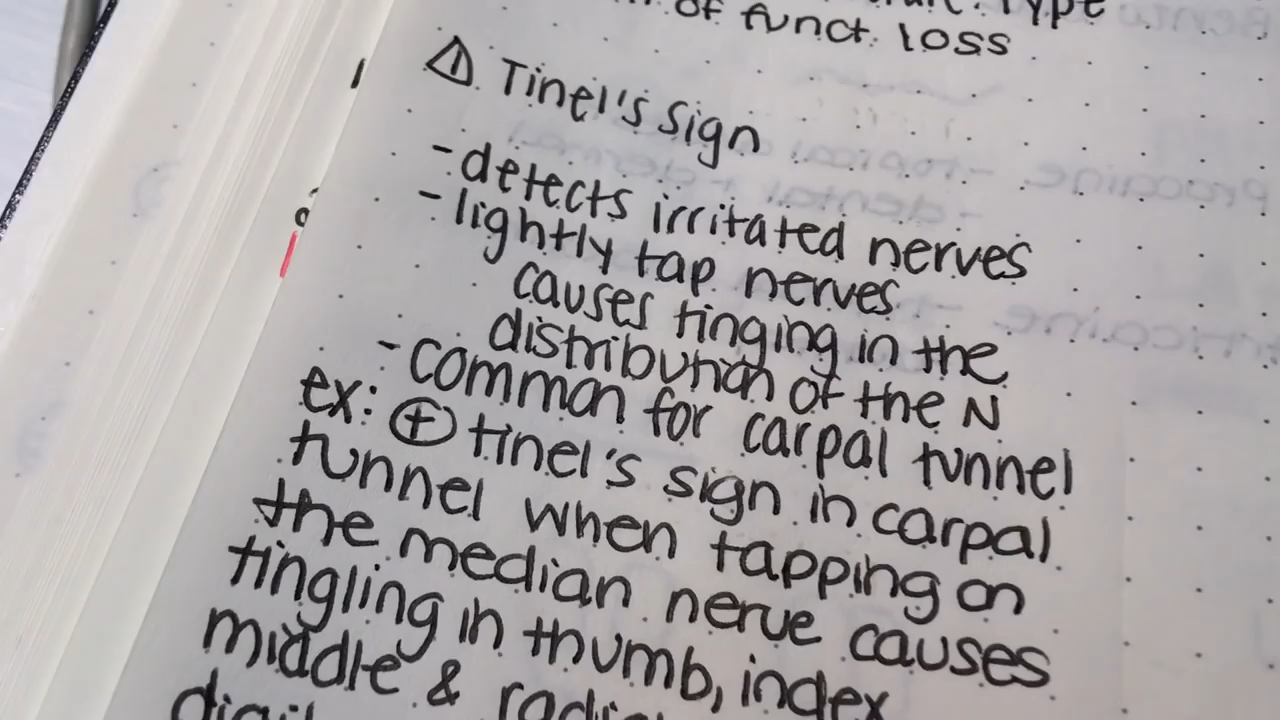 of funct. loss
⚠ Tinel's Sign
- detects irritated nerves
- lightly tap nerves
causes tinging in the
distribution of the N
- common for carpal tunnel
ex: ⊕ tinel's sign in carpal
tunnel when tapping on
the median nerve causes
tingling in thumb, index
middle &